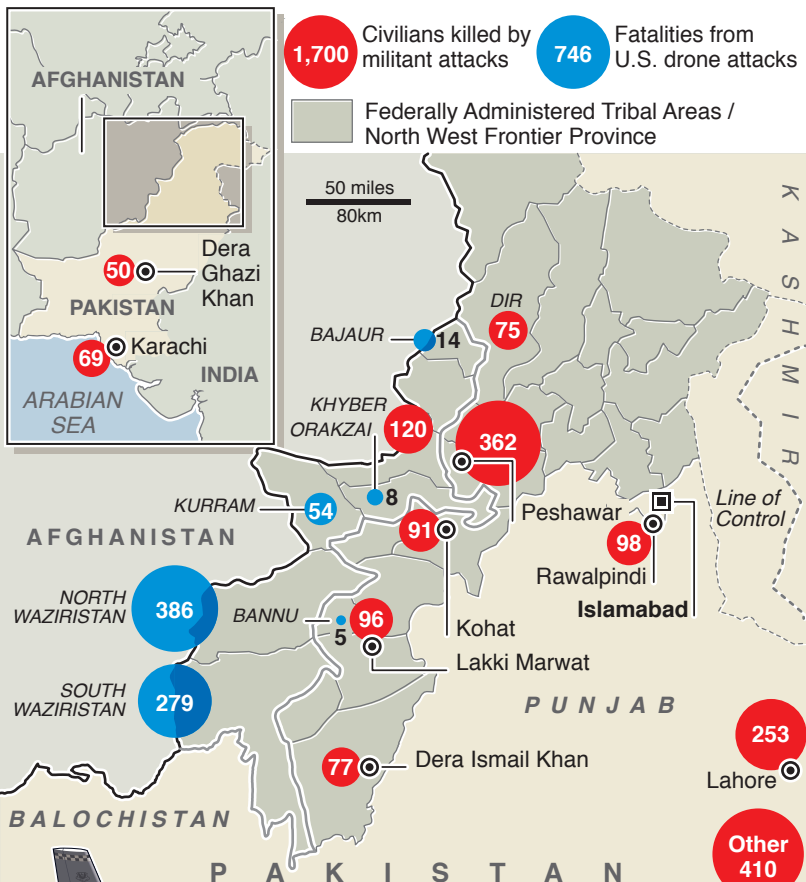 1,700
Civilians killed by
militant attacks
746
Fatalities from
U.S. drone attacks
Federally Administered Tribal Areas /
North West Frontier Province
AFGHANISTAN
50
Dera
Ghazi
Khan
PAKISTAN
69
Karachi
INDIA
ARABIAN
SEA
50 miles
80km
KASHMIR
DIR
75
BAJAUR
14
KHYBER
120
ORAKZAI
8
362
Peshawar
KURRAM
54
91
Kohat
AFGHANISTAN
98
Rawalpindi
Islamabad
Line of
Control
NORTH
WAZIRISTAN
386
BANNU
5
96
Lakki Marwat
SOUTH
WAZIRISTAN
279
PUNJAB
253
Lahore
77
Dera Ismail Khan
BALOCHISTAN
PAKISTAN
Other
410